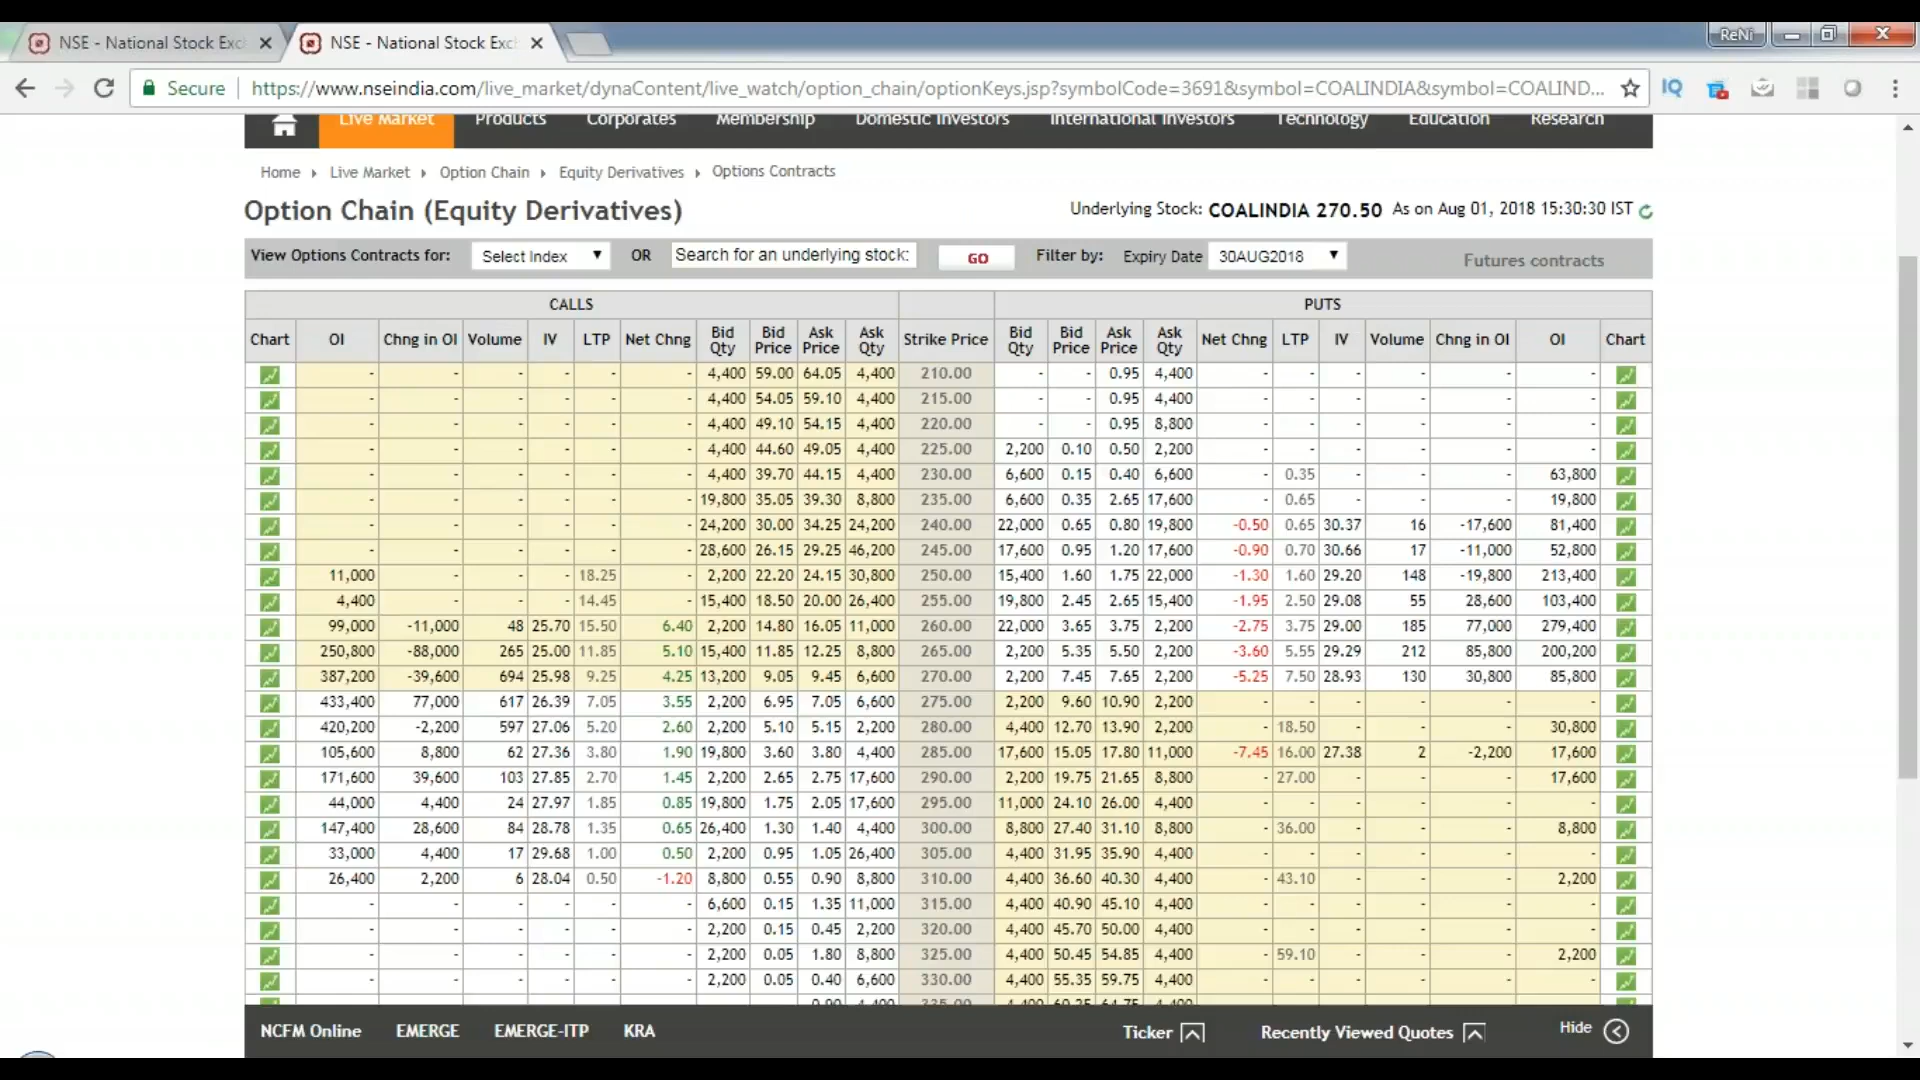 NSE - National Stock Exc
NSE - National Stock Exc
ReNi
Secure https://www.nseindia.com/live_market/dynaContent/live_watch/option_chain/optionKeys.jsp?symbolCode=3691&symbol=COALINDIA&symbol=COALIND...
Live Market Products Corporates Membership Domestic Investors International Investors Technology Education Research
Home Live Market Option Chain Equity Derivatives Options Contracts
Option Chain (Equity Derivatives)
Underlying Stock: COALINDIA 270.50 As on Aug 01, 2018 15:30:30 IST
View Options Contracts for: Select Index OR Search for an underlying stock: GO Filter by: Expiry Date 30AUG2018 Futures contracts
CALLS PUTS
Chart OI Chng in OI Volume IV LTP Net Chng Bid Qty Bid Price Ask Price Ask Qty Strike Price Bid Qty Bid Price Ask Price Ask Qty Net Chng LTP IV Volume Chng in OI OI Chart
- - - - - - 4,400 59.00 64.05 4,400 210.00 - - 0.95 4,400 - - - - - -
- - - - - - 4,400 54.05 59.10 4,400 215.00 - - 0.95 4,400 - - - - - -
- - - - - - 4,400 49.10 54.15 4,400 220.00 - - 0.95 8,800 - - - - - -
- - - - - - 4,400 44.60 49.05 4,400 225.00 2,200 0.10 0.50 2,200 - - - - - -
- - - - - - 4,400 39.70 44.15 4,400 230.00 6,600 0.15 0.40 6,600 - 0.35 - - - 63,800
- - - - - - 19,800 35.05 39.30 8,800 235.00 6,600 0.35 2.65 17,600 - 0.65 - - - 19,800
- - - - - - 24,200 30.00 34.25 24,200 240.00 22,000 0.65 0.80 19,800 -0.50 0.65 30.37 16 -17,600 81,400
- - - - - - 28,600 26.15 29.25 46,200 245.00 17,600 0.95 1.20 17,600 -0.90 0.70 30.66 17 -11,000 52,800
11,000 - - - 18.25 - 2,200 22.20 24.15 30,800 250.00 15,400 1.60 1.75 22,000 -1.30 1.60 29.20 148 -19,800 213,400
4,400 - - - 14.45 - 15,400 18.50 20.00 26,400 255.00 19,800 2.45 2.65 15,400 -1.95 2.50 29.08 55 28,600 103,400
99,000 -11,000 48 25.70 15.50 6.40 2,200 14.80 16.05 11,000 260.00 22,000 3.65 3.75 2,200 -2.75 3.75 29.00 185 77,000 279,400
250,800 -88,000 265 25.00 11.85 5.10 15,400 11.85 12.25 8,800 265.00 2,200 5.35 5.50 2,200 -3.60 5.55 29.29 212 85,800 200,200
387,200 -39,600 694 25.98 9.25 4.25 13,200 9.05 9.45 6,600 270.00 2,200 7.45 7.65 2,200 -5.25 7.50 28.93 130 30,800 85,800
433,400 77,000 617 26.39 7.05 3.55 2,200 6.95 7.05 6,600 275.00 2,200 9.60 10.90 2,200 - - - - - -
420,200 -2,200 597 27.06 5.20 2.60 2,200 5.10 5.15 2,200 280.00 4,400 12.70 13.90 2,200 - 18.50 - - - 30,800
105,600 8,800 62 27.36 3.80 1.90 19,800 3.60 3.80 4,400 285.00 17,600 15.05 17.80 11,000 -7.45 16.00 27.38 2 -2,200 17,600
171,600 39,600 103 27.85 2.70 1.45 2,200 2.65 2.75 17,600 290.00 2,200 19.75 21.65 8,800 - 27.00 - - - 17,600
44,000 4,400 24 27.97 1.85 0.85 19,800 1.75 2.05 17,600 295.00 11,000 24.10 26.00 4,400 - - - - - -
147,400 28,600 84 28.78 1.35 0.65 26,400 1.30 1.40 4,400 300.00 8,800 27.40 31.10 8,800 - 36.00 - - - 8,800
33,000 4,400 17 29.68 1.00 0.50 2,200 0.95 1.05 26,400 305.00 4,400 31.95 35.90 4,400 - - - - - -
26,400 2,200 6 28.04 0.50 -1.20 8,800 0.55 0.90 8,800 310.00 4,400 36.60 40.30 4,400 - 43.10 - - - 2,200
- - - - - - 6,600 0.15 1.35 11,000 315.00 4,400 40.90 45.10 4,400 - - - - - -
- - - - - - 2,200 0.15 0.45 2,200 320.00 4,400 45.70 50.00 4,400 - - - - - -
- - - - - - 2,200 0.05 1.80 8,800 325.00 4,400 50.45 54.85 4,400 - 59.10 - - - 2,200
- - - - - - 2,200 0.05 0.40 6,600 330.00 4,400 55.35 59.75 4,400 - - - - - -
335.00 4,400 60.25 64.75 4,400
NCFM Online EMERGE EMERGE-ITP KRA Ticker Recently Viewed Quotes Hide